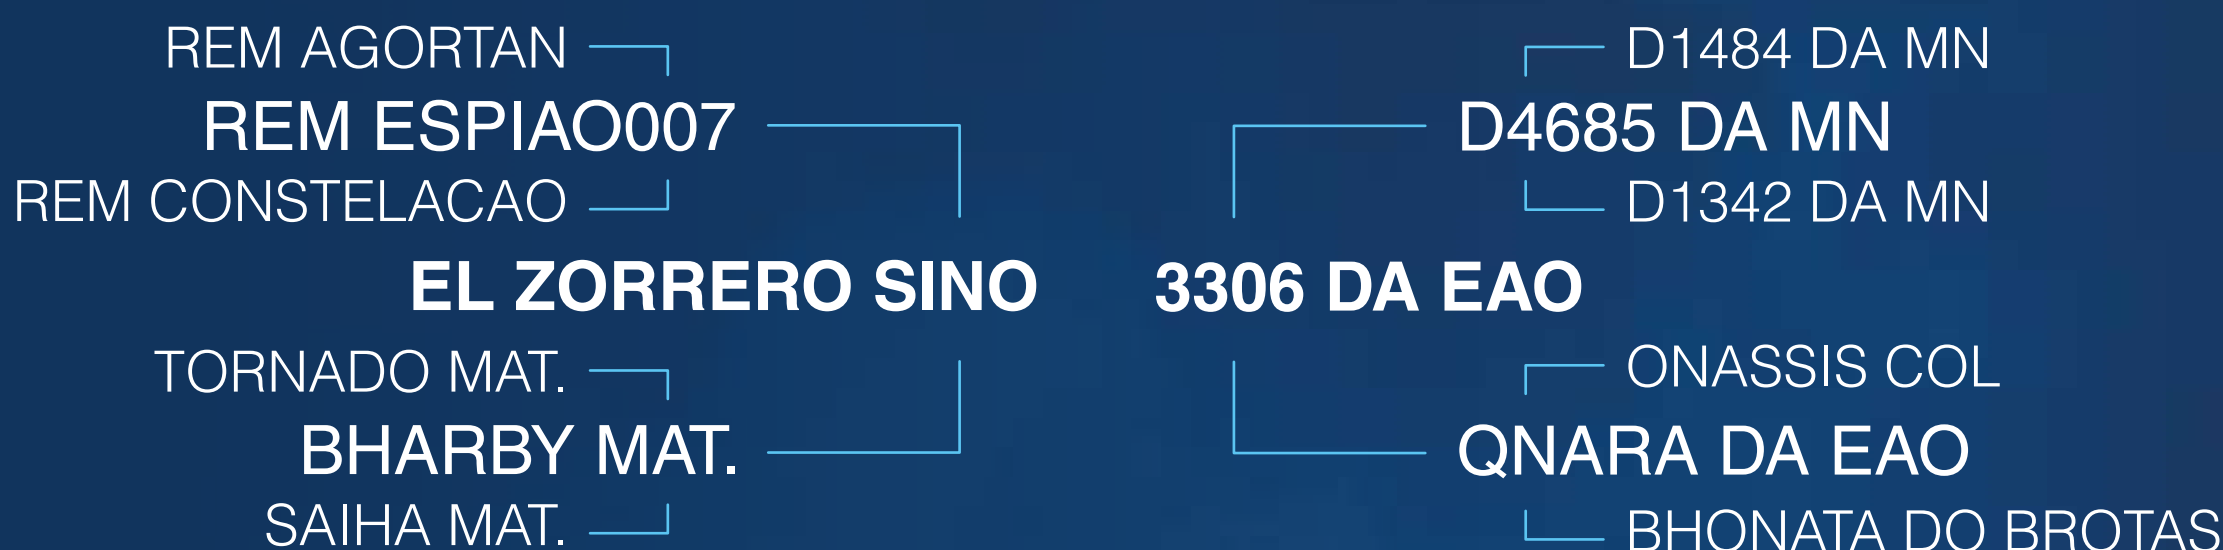 REM AGORTAN
D1484 DA MN
REM ESPIAO007
D4685 DA MN
REM CONSTELACAO
D1342 DA MN
EL ZORRERO SINO
3306 DA EAO
TORNADO MAT.
ONASSIS COL
BHARBY MAT.
QNARA DA EAO
SAIHA MAT.
BHONATA DO BROTAS